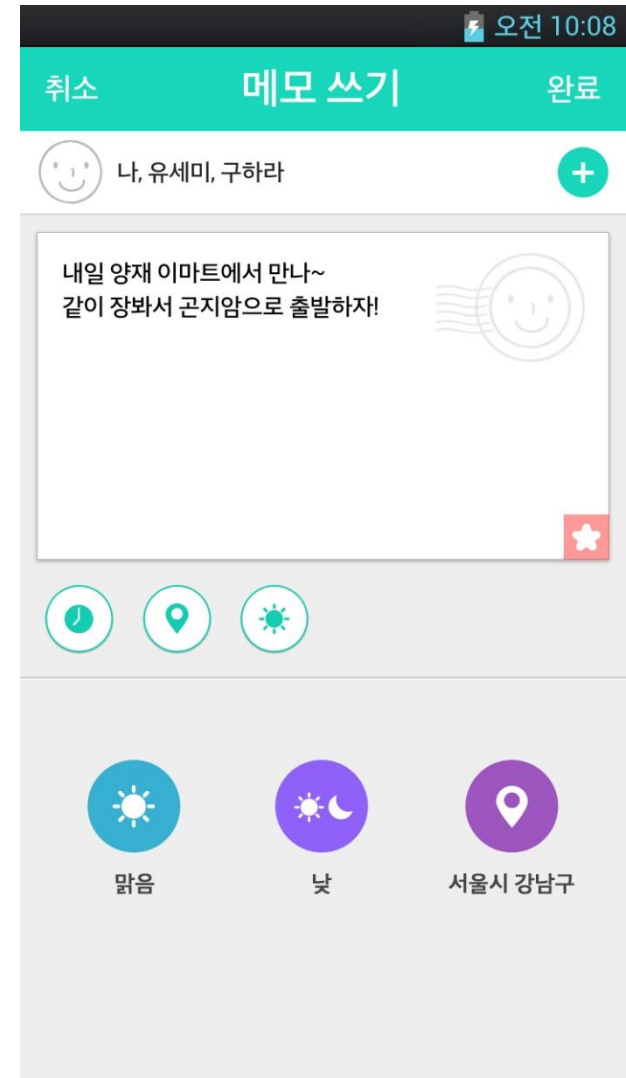 오전 10:08
취소 메모 쓰기 완료
나, 유세미, 구하라
내일 양재 이마트에서 만나~
같이 장봐서 곤지암으로 출발하자!
맑음 낮 서울시 강남구